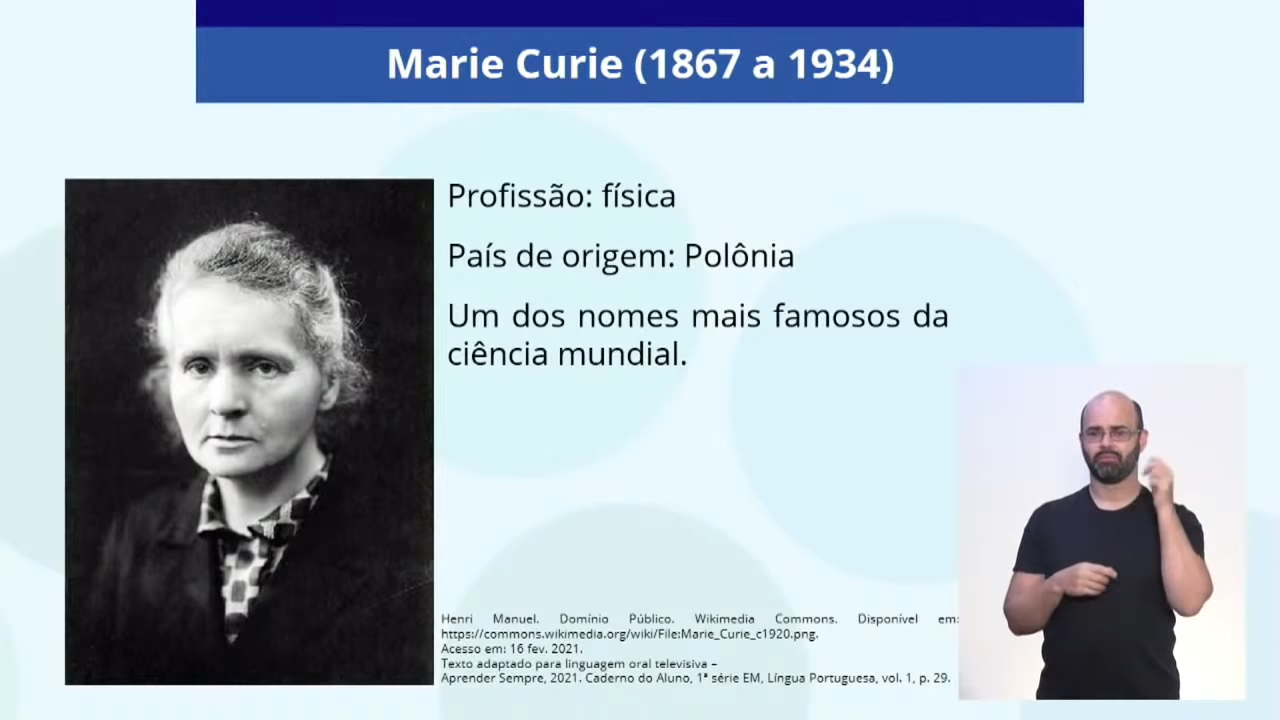 Marie Curie (1867 a 1934)
Profissão: física
País de origem: Polônia
Um dos nomes mais famosos da
ciência mundial.
Henri Manuel. Domínio Público. Wikimedia Commons. Disponível em:
https://commons.wikimedia.org/wiki/File:Marie_Curie_c1920.png.
Acesso em: 16 fev. 2021.
Texto adaptado para linguagem oral televisiva –
Aprender Sempre, 2021. Caderno do Aluno, 1ª série EM, Língua Portuguesa, vol. 1, p. 29.